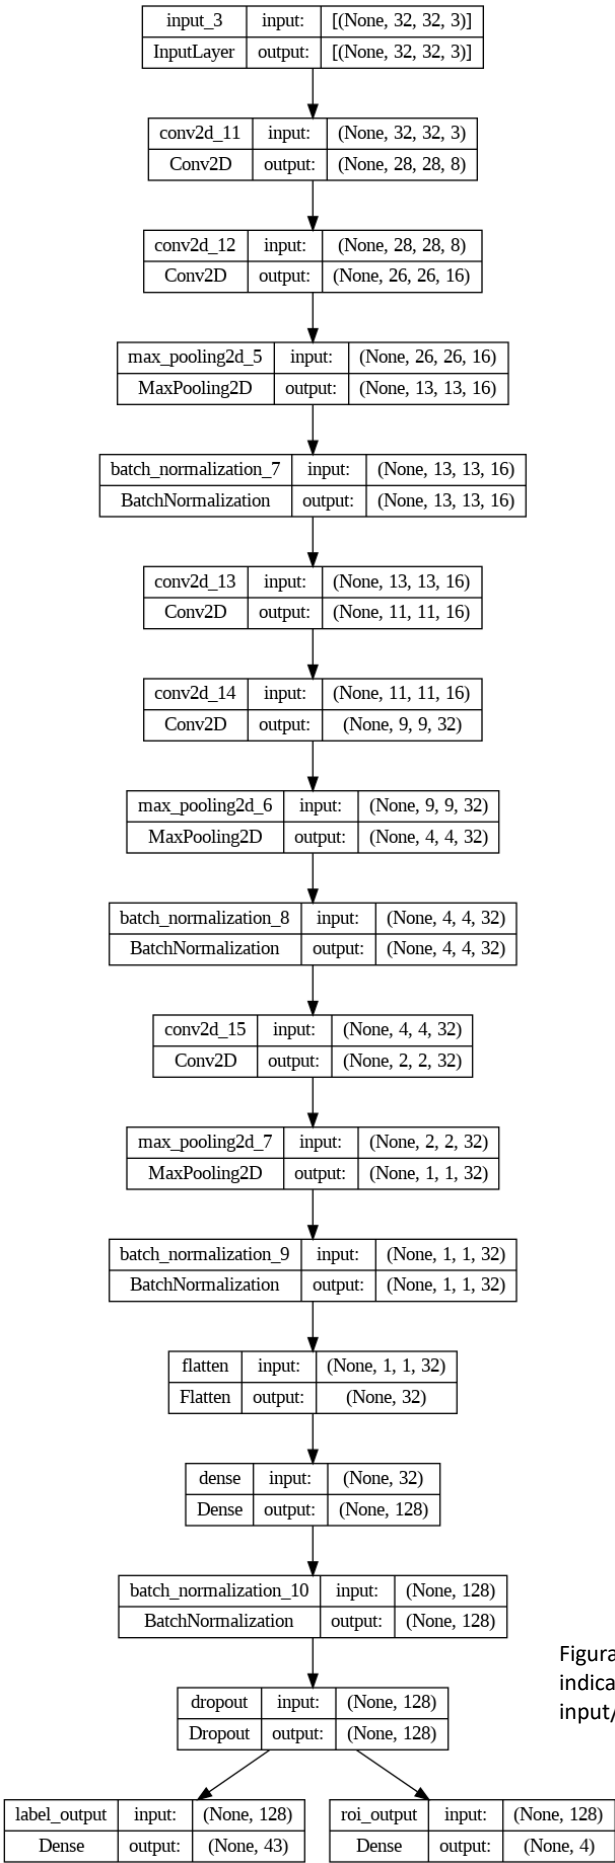 input_3 input: [(None, 32, 32, 3)]
InputLayer output: [(None, 32, 32, 3)]
conv2d_11 input: (None, 32, 32, 3)
Conv2D output: (None, 28, 28, 8)
conv2d_12 input: (None, 28, 28, 8)
Conv2D output: (None, 26, 26, 16)
max_pooling2d_5 input: (None, 26, 26, 16)
MaxPooling2D output: (None, 13, 13, 16)
batch_normalization_7 input: (None, 13, 13, 16)
BatchNormalization output: (None, 13, 13, 16)
conv2d_13 input: (None, 13, 13, 16)
Conv2D output: (None, 11, 11, 16)
conv2d_14 input: (None, 11, 11, 16)
Conv2D output: (None, 9, 9, 32)
max_pooling2d_6 input: (None, 9, 9, 32)
MaxPooling2D output: (None, 4, 4, 32)
batch_normalization_8 input: (None, 4, 4, 32)
BatchNormalization output: (None, 4, 4, 32)
conv2d_15 input: (None, 4, 4, 32)
Conv2D output: (None, 2, 2, 32)
max_pooling2d_7 input: (None, 2, 2, 32)
MaxPooling2D output: (None, 1, 1, 32)
batch_normalization_9 input: (None, 1, 1, 32)
BatchNormalization output: (None, 1, 1, 32)
flatten input: (None, 1, 1, 32)
Flatten output: (None, 32)
dense input: (None, 32)
Dense output: (None, 128)
batch_normalization_10 input: (None, 128)
BatchNormalization output: (None, 128)
Figura
indica
input/
dropout input: (None, 128)
Dropout output: (None, 128)
label_output input: (None, 128)
Dense output: (None, 43)
roi_output input: (None, 128)
Dense output: (None, 4)